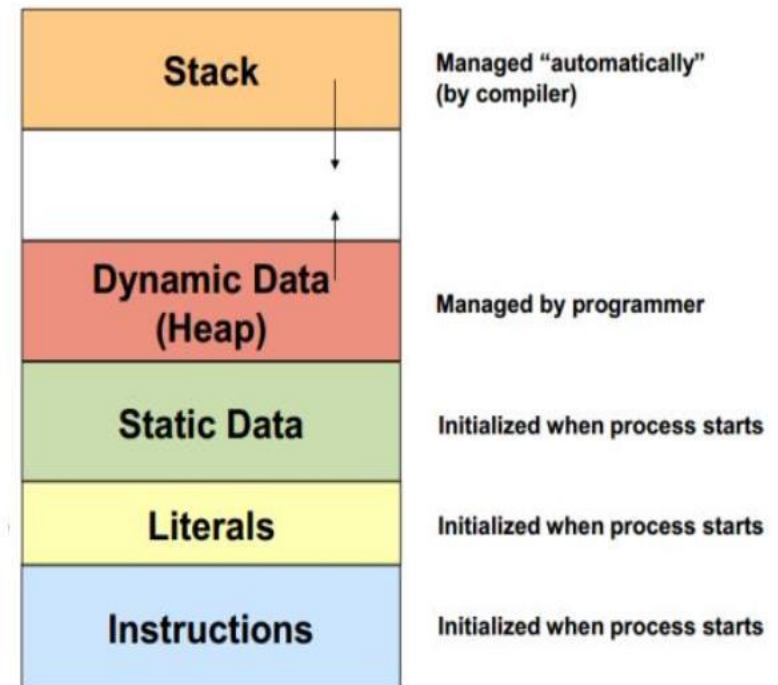 Stack
Managed “automatically”
(by compiler)
Dynamic Data
(Heap)
Managed by programmer
Static Data
Initialized when process starts
Literals
Initialized when process starts
Instructions
Initialized when process starts